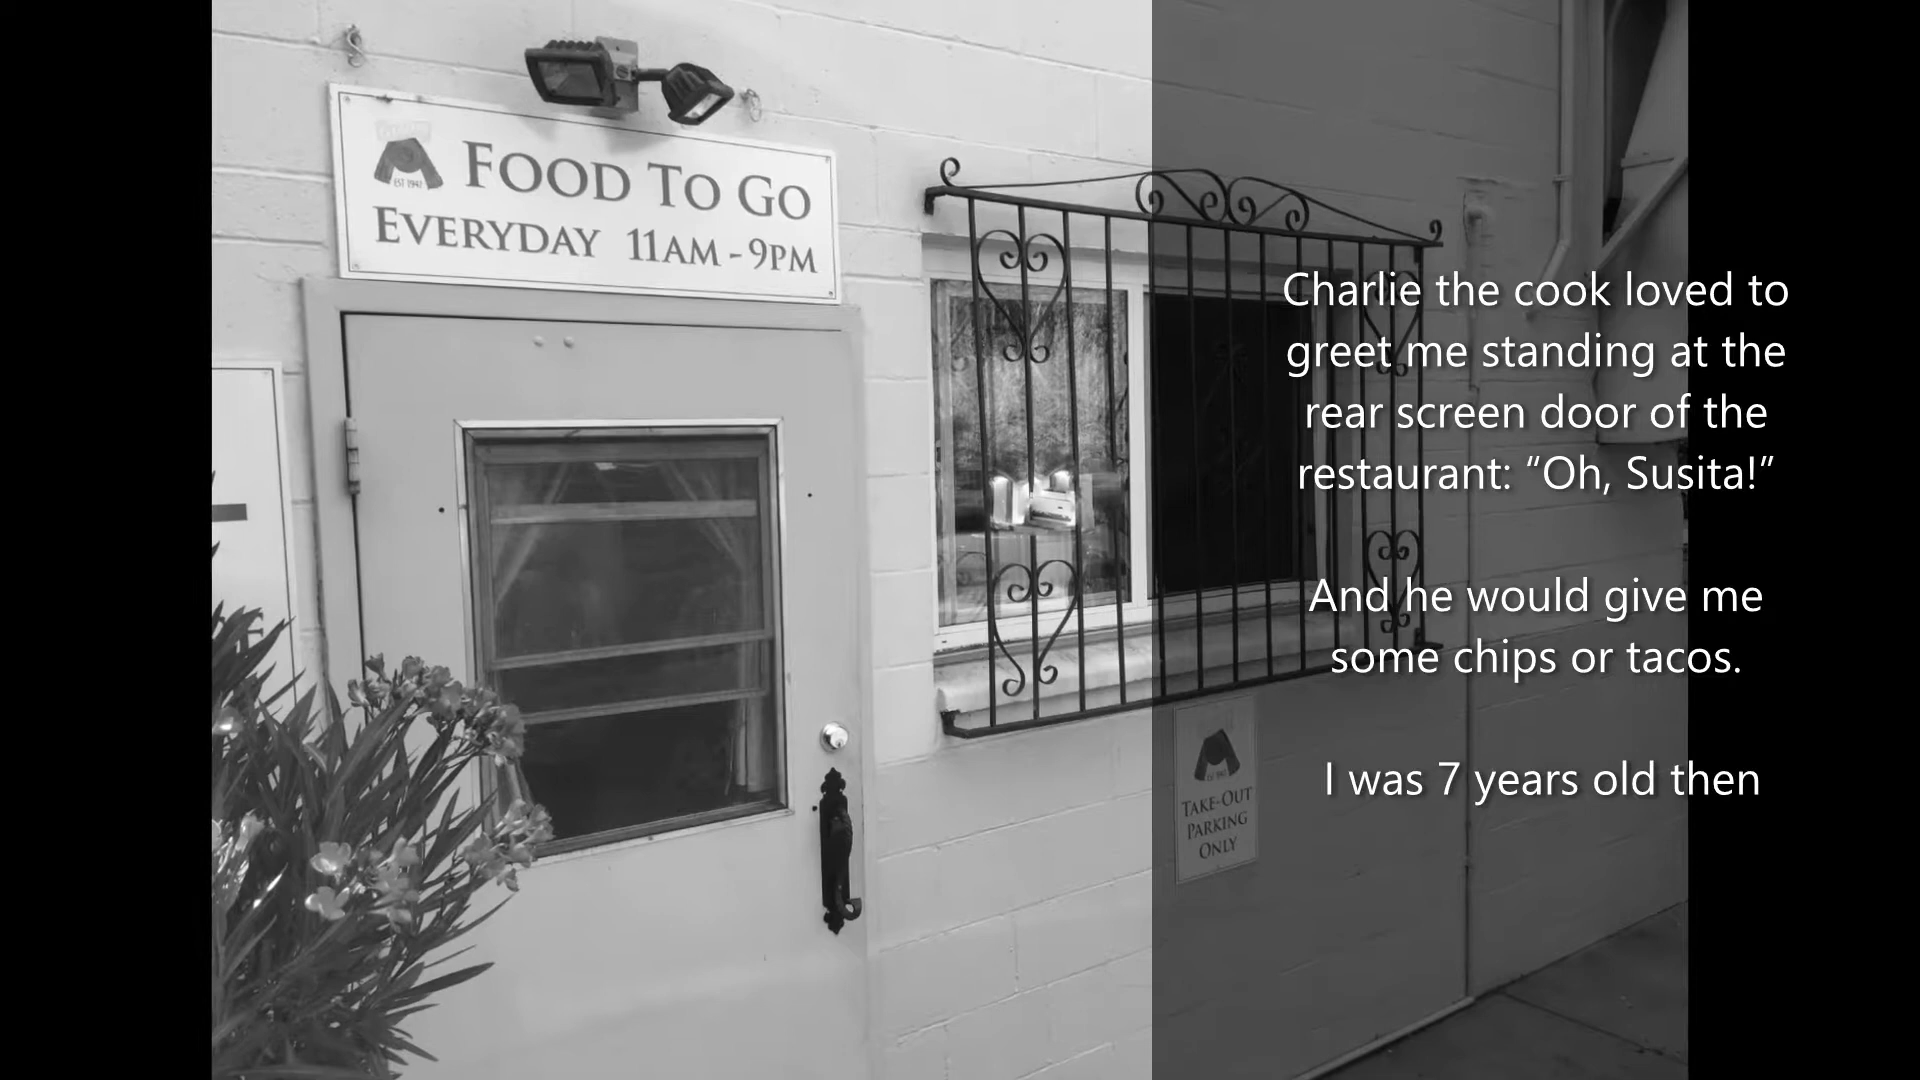 EST 1947
FOOD TO GO
EVERYDAY 11AM - 9PM
Charlie the cook loved to
greet me standing at the
rear screen door of the
restaurant: “Oh, Susita!”
And he would give me
some chips or tacos.
I was 7 years old then
TAKE-OUT
PARKING
ONLY